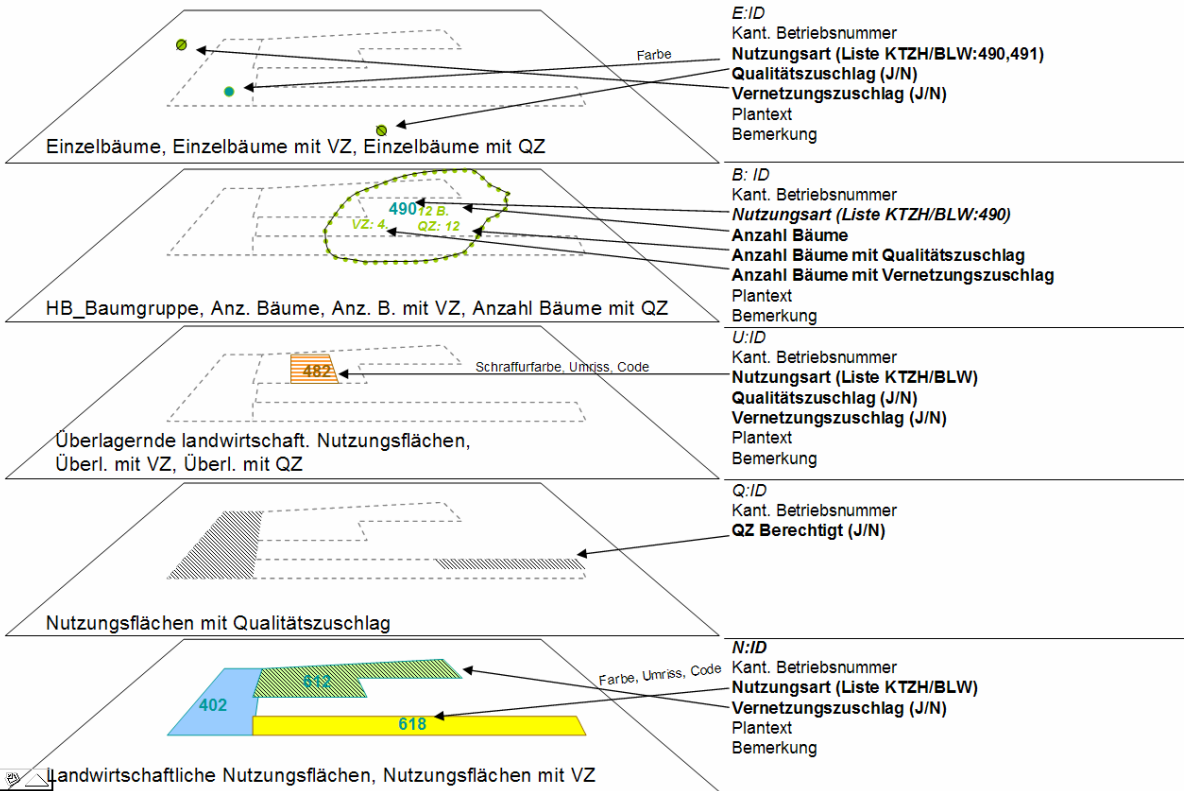 E:ID
Kant. Betriebsnummer
Nutzungsart (Liste KTZH/BLW:490,491)
Qualitätszuschlag (J/N)
Vernetzungszuschlag (J/N)
Plantext
Bemerkung
Farbe
Einzelbäume, Einzelbäume mit VZ, Einzelbäume mit QZ
B: ID
Kant. Betriebsnummer
Nutzungsart (Liste KTZH/BLW:490)
Anzahl Bäume
Anzahl Bäume mit Qualitätszuschlag
Anzahl Bäume mit Vernetzungszuschlag
Plantext
Bemerkung
490 12 B.
VZ: 4. QZ: 12
HB_Baumgruppe, Anz. Bäume, Anz. B. mit VZ, Anzahl Bäume mit QZ
U:ID
Kant. Betriebsnummer
Nutzungsart (Liste KTZH/BLW)
Qualitätszuschlag (J/N)
Vernetzungszuschlag (J/N)
Plantext
Bemerkung
482
Schraffurfarbe, Umriss, Code
Überlagernde landwirtschaft. Nutzungsflächen,
Überl. mit VZ, Überl. mit QZ
Q:ID
Kant. Betriebsnummer
QZ Berechtigt (J/N)
Nutzungsflächen mit Qualitätszuschlag
N:ID
Kant. Betriebsnummer
Nutzungsart (Liste KTZH/BLW)
Vernetzungszuschlag (J/N)
Plantext
Bemerkung
Farbe, Umriss, Code
612
402
618
Landwirtschaftliche Nutzungsflächen, Nutzungsflächen mit VZ